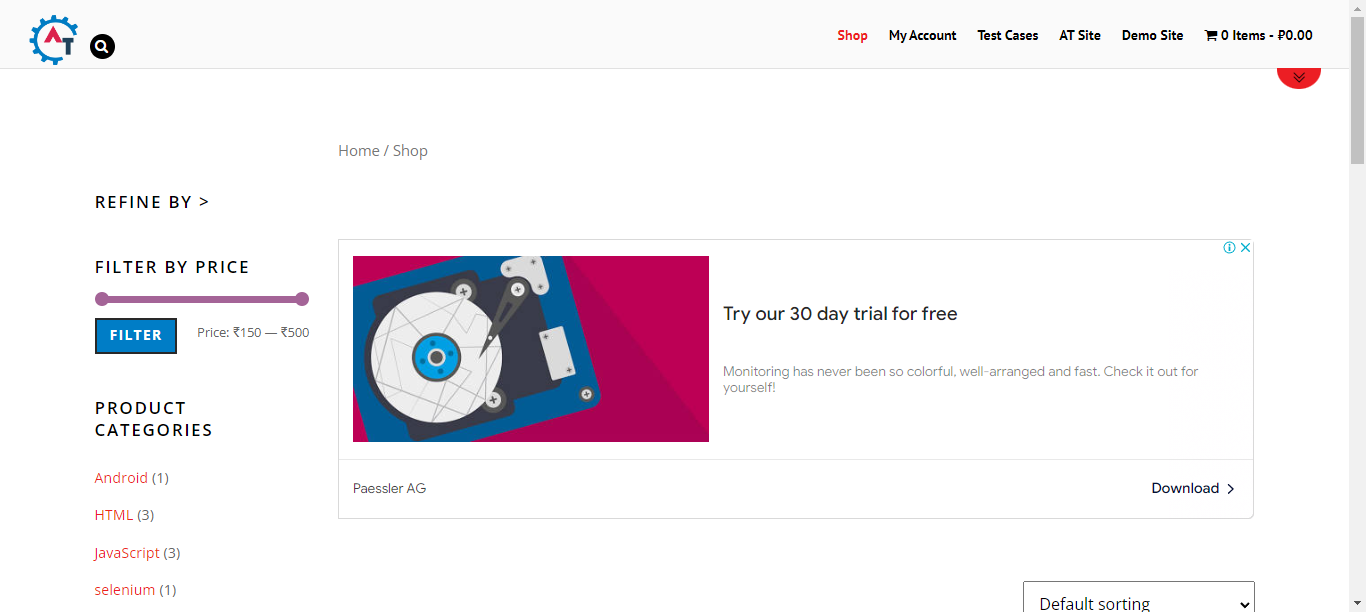 AT
Shop My Account Test Cases AT Site Demo Site 0 Items - ₽0.00
Home / Shop
REFINE BY >
FILTER BY PRICE
FILTER Price: ₹150 — ₹500
PRODUCT
CATEGORIES
Android (1)
HTML (3)
JavaScript (3)
selenium (1)
Try our 30 day trial for free
Monitoring has never been so colorful, well-arranged and fast. Check it out for
yourself!
Paessler AG
Download
Default sorting